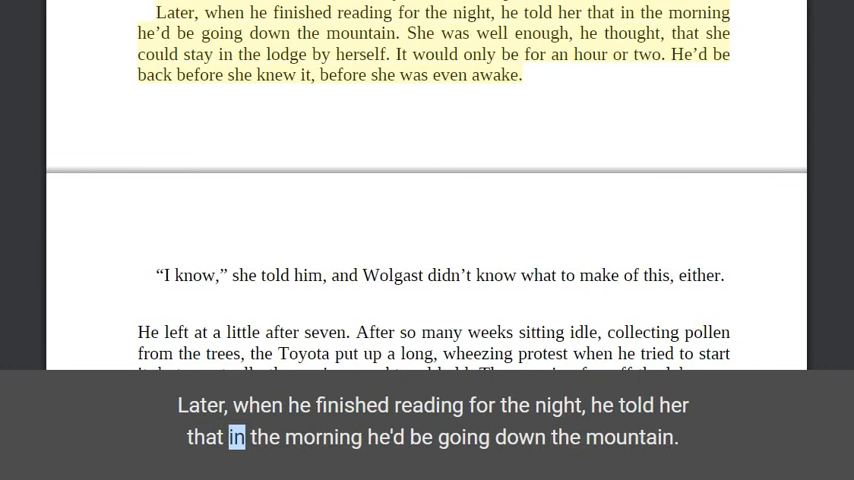 Later, when he finished reading for the night, he told her that in the morning
he’d be going down the mountain. She was well enough, he thought, that she
could stay in the lodge by herself. It would only be for an hour or two. He’d be
back before she knew it, before she was even awake.
“I know,” she told him, and Wolgast didn’t know what to make of this, either.
He left at a little after seven. After so many weeks sitting idle, collecting pollen
from the trees, the Toyota put up a long, wheezing protest when he tried to start
Later, when he finished reading for the night, he told her
that in the morning he'd be going down the mountain.